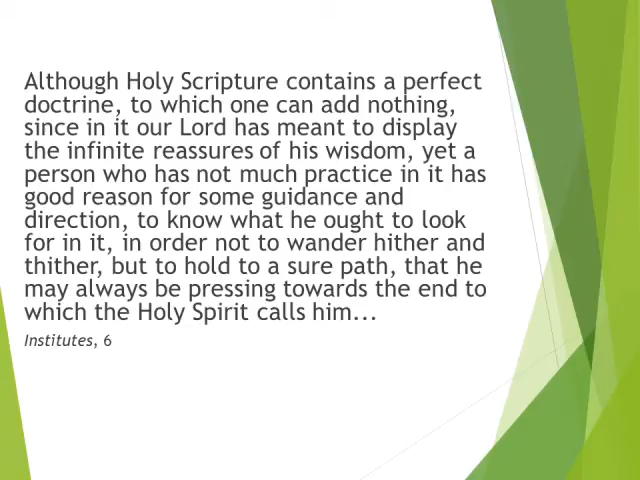 Although Holy Scripture contains a perfect
doctrine, to which one can add nothing,
since in it our Lord has meant to display
the infinite reassures of his wisdom, yet a
person who has not much practice in it has
good reason for some guidance and
direction, to know what he ought to look
for in it, in order not to wander hither and
thither, but to hold to a sure path, that he
may always be pressing towards the end to
which the Holy Spirit calls him...
Institutes, 6